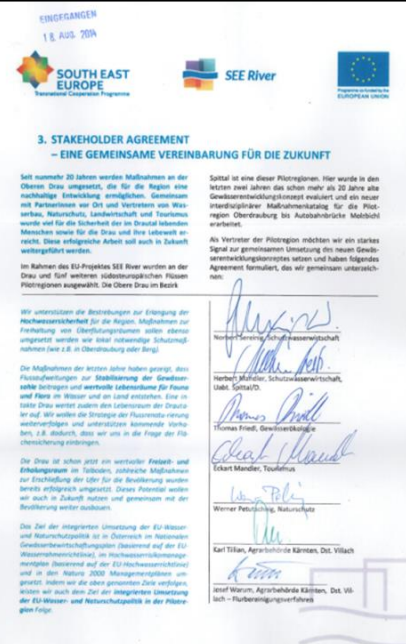 EINGEGANGEN
18. AUG. 2014
SOUTH EAST
EUROPE
Transnational Cooperation Programme
SEE River
Programme co-funded by the
EUROPEAN UNION
3. STAKEHOLDER AGREEMENT
– EINE GEMEINSAME VEREINBARUNG FÜR DIE ZUKUNFT
Seit nunmehr 20 Jahren werden Maßnahmen an der
Oberen Drau umgesetzt, die für die Region eine
nachhaltige Entwicklung ermöglichen. Gemeinsam
mit PartnerInnen vor Ort und Vertretern von Was-
serbau, Naturschutz, Landwirtschaft und Tourismus
wurde viel für die Sicherheit der im Drautal lebenden
Menschen sowie für die Drau und ihre Lebewelt er-
reicht. Diese erfolgreiche Arbeit soll auch in Zukunft
weitergeführt werden.
Im Rahmen des EU-Projektes SEE River wurden an der
Drau und fünf weiteren südosteuropäischen Flüssen
Pilotregionen ausgewählt. Die Obere Drau im Bezirk
Spittal ist eine dieser Pilotregionen. Hier wurde in den
letzten zwei Jahren das schon mehr als 20 Jahre alte
Gewässerentwicklungskonzept evaluiert und ein neuer
interdisziplinärer Maßnahmenkatalog für die Pilot-
region Oberdrauburg bis Autobahnbrücke Molzbichl
erarbeitet.
Als Vertreter der Pilotregion möchten wir ein starkes
Signal zur gemeinsamen Umsetzung des neuen Gewäs-
serentwicklungskonzeptes setzen und haben folgendes
Agreement formuliert, das wir gemeinsam unterzeich-
nen:
Wir unterstützen die Bestrebungen zur Erlangung der
Hochwassersicherheit für die Region. Maßnahmen zur
Freihaltung von Überflutungsräumen sollen ebenso
umgesetzt werden wie lokal notwendige Schutzmaß-
nahmen (wie z.B. in Oberdrauburg oder Berg).
Die Maßnahmen der letzten Jahre haben gezeigt, dass
Flussaufweitungen zur Stabilisierung der Gewässer-
sohle beitragen und wertvolle Lebensräume für Fauna
und Flora im Wasser und an Land entstehen. Eine in-
takte Drau wertet zudem den Lebensraum der Drauta-
ler auf. Wir wollen die Strategie der Flussrenaturierung
weiterverfolgen und unterstützen kommende Vorha-
ben, z.B. dadurch, dass wir uns in die Frage der Flä-
chensicherung einbringen.
Die Drau ist schon jetzt ein wertvoller Freizeit- und
Erholungsraum im Talboden, zahlreiche Maßnahmen
zur Erschließung der Ufer für die Bevölkerung wurden
bereits erfolgreich umgesetzt. Dieses Potential wollen
wir auch in Zukunft nutzen und gemeinsam mit der
Bevölkerung weiter ausbauen.
Das Ziel der integrierten Umsetzung der EU-Wasser-
und Naturschutzpolitik ist in Österreich im Nationalen
Gewässerbewirtschaftungsplan (basierend auf der EU-
Wasserrahmenrichtlinie), im Hochwasserrisikomanage-
mentplan (basierend auf der EU-Hochwasserrichtlinie)
und in den Natura 2000 Managementplänen um-
gesetzt. Indem wir die oben genannten Ziele verfolgen,
leisten wir auch dem Ziel der integrierten Umsetzung
der EU-Wasser- und Naturschutzpolitik in der Pilotre-
gion Folge.
Norbert Sereinig, Schutzwasserwirtschaft
Herbert Mandler, Schutzwasserwirtschaft,
Uabt. Spittal/D.
Thomas Friedl, Gewässerökologie
Eckart Mandler, Tourismus
Werner Petutschnig, Naturschutz
Karl Tillian, Agrarbehörde Kärnten, Dst. Villach
Josef Warum, Agrarbehörde Kärnten, Dst. Vil-
lach – Flurbereinigungsverfahren